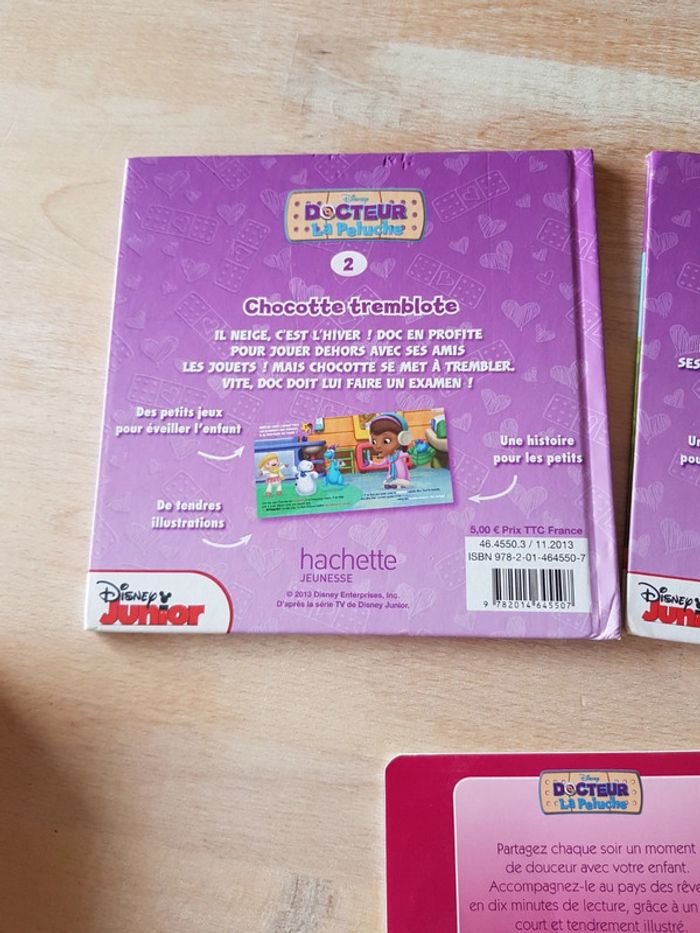 Disney
DOCTEUR
La Peluche
2
Chocotte tremblote
IL NEIGE, C'EST L'HIVER ! DOC EN PROFITE
POUR JOUER DEHORS AVEC SES AMIS
LES JOUETS ! MAIS CHOCOTTE SE MET À TREMBLER.
VITE, DOC DOIT LUI FAIRE UN EXAMEN !
Des petits jeux
pour éveiller l'enfant
Une histoire
pour les petits
De tendres
illustrations
5,00 € Prix TTC France
46.4550.3 / 11.2013
ISBN 978-2-01-464550-7
9 782014 645507
hachette
JEUNESSE
© 2013 Disney Enterprises, Inc.
D'après la série TV de Disney Junior.
Disney
Junior
SES
Disney
Disney
DOCTEUR
La Peluche
Partagez chaque soir un moment
de douceur avec votre enfant.
Accompagnez-le au pays des rêve
en dix minutes de lecture, grâce à un
court et tendrement illustré.